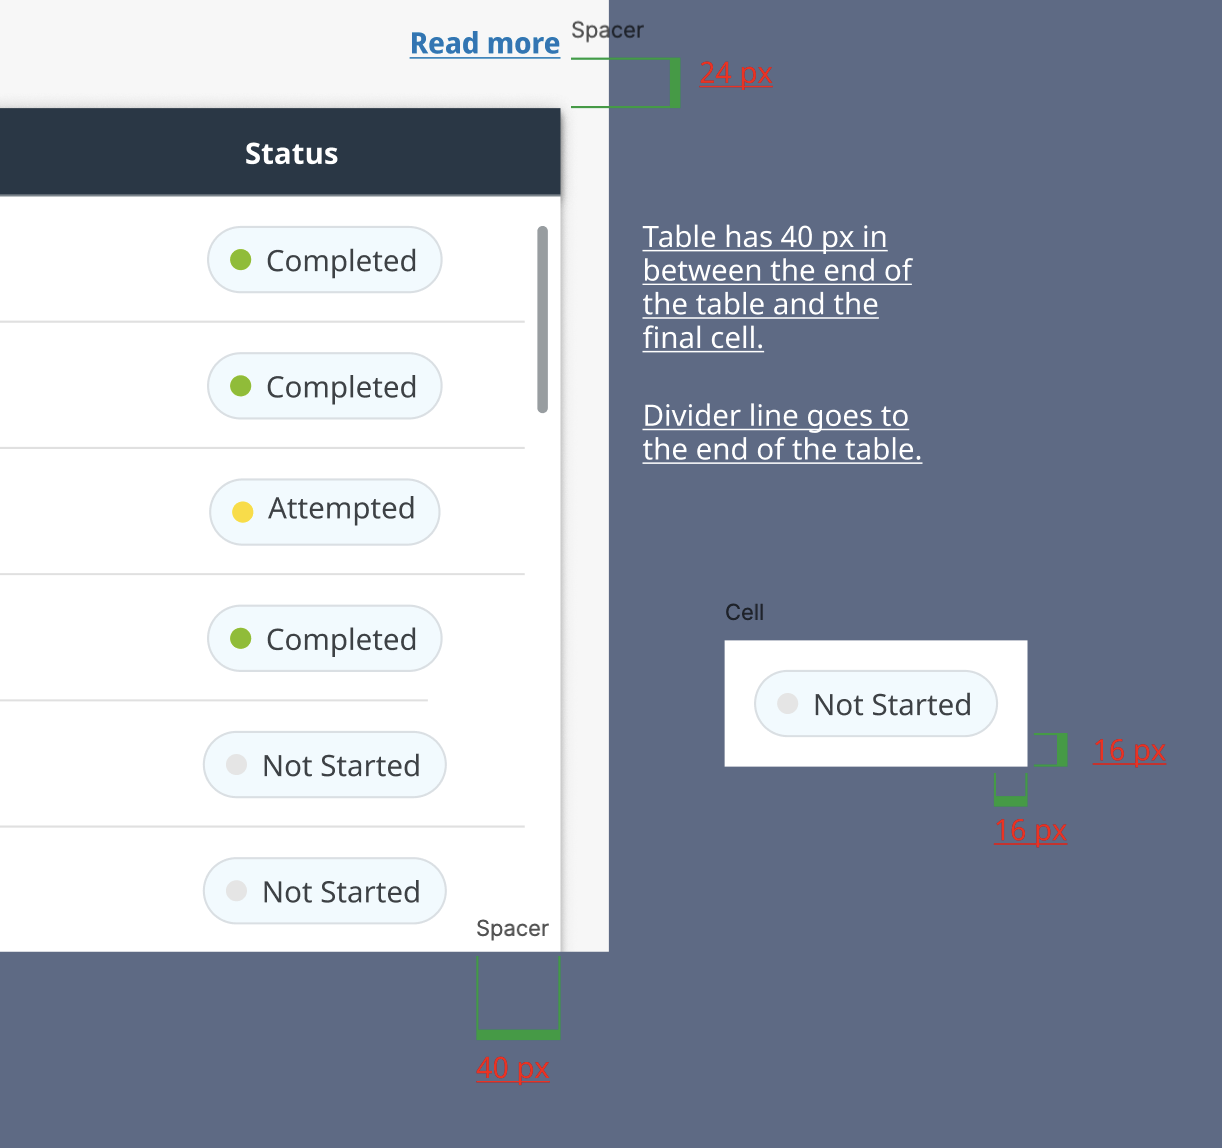 Read more
Spacer
24 px
Status
Completed
Completed
Attempted
Completed
Not Started
Not Started
Spacer
40 px
Table has 40 px in
between the end of
the table and the
final cell.
Divider line goes to
the end of the table.
Cell
Not Started
16 px
16 px